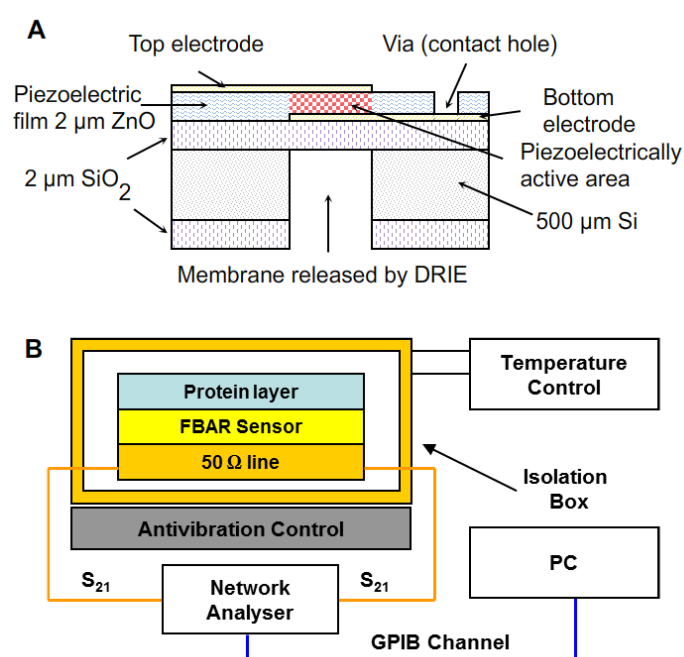 A
Top electrode
Via (contact hole)
Piezoelectric
film 2 µm ZnO
Bottom
electrode
Piezoelectrically
active area
2 µm SiO2
500 µm Si
Membrane released by DRIE
B
Protein layer
FBAR Sensor
50 Ω line
Temperature
Control
Isolation
Box
Antivibration Control
S21
Network
Analyser
S21
PC
GPIB Channel